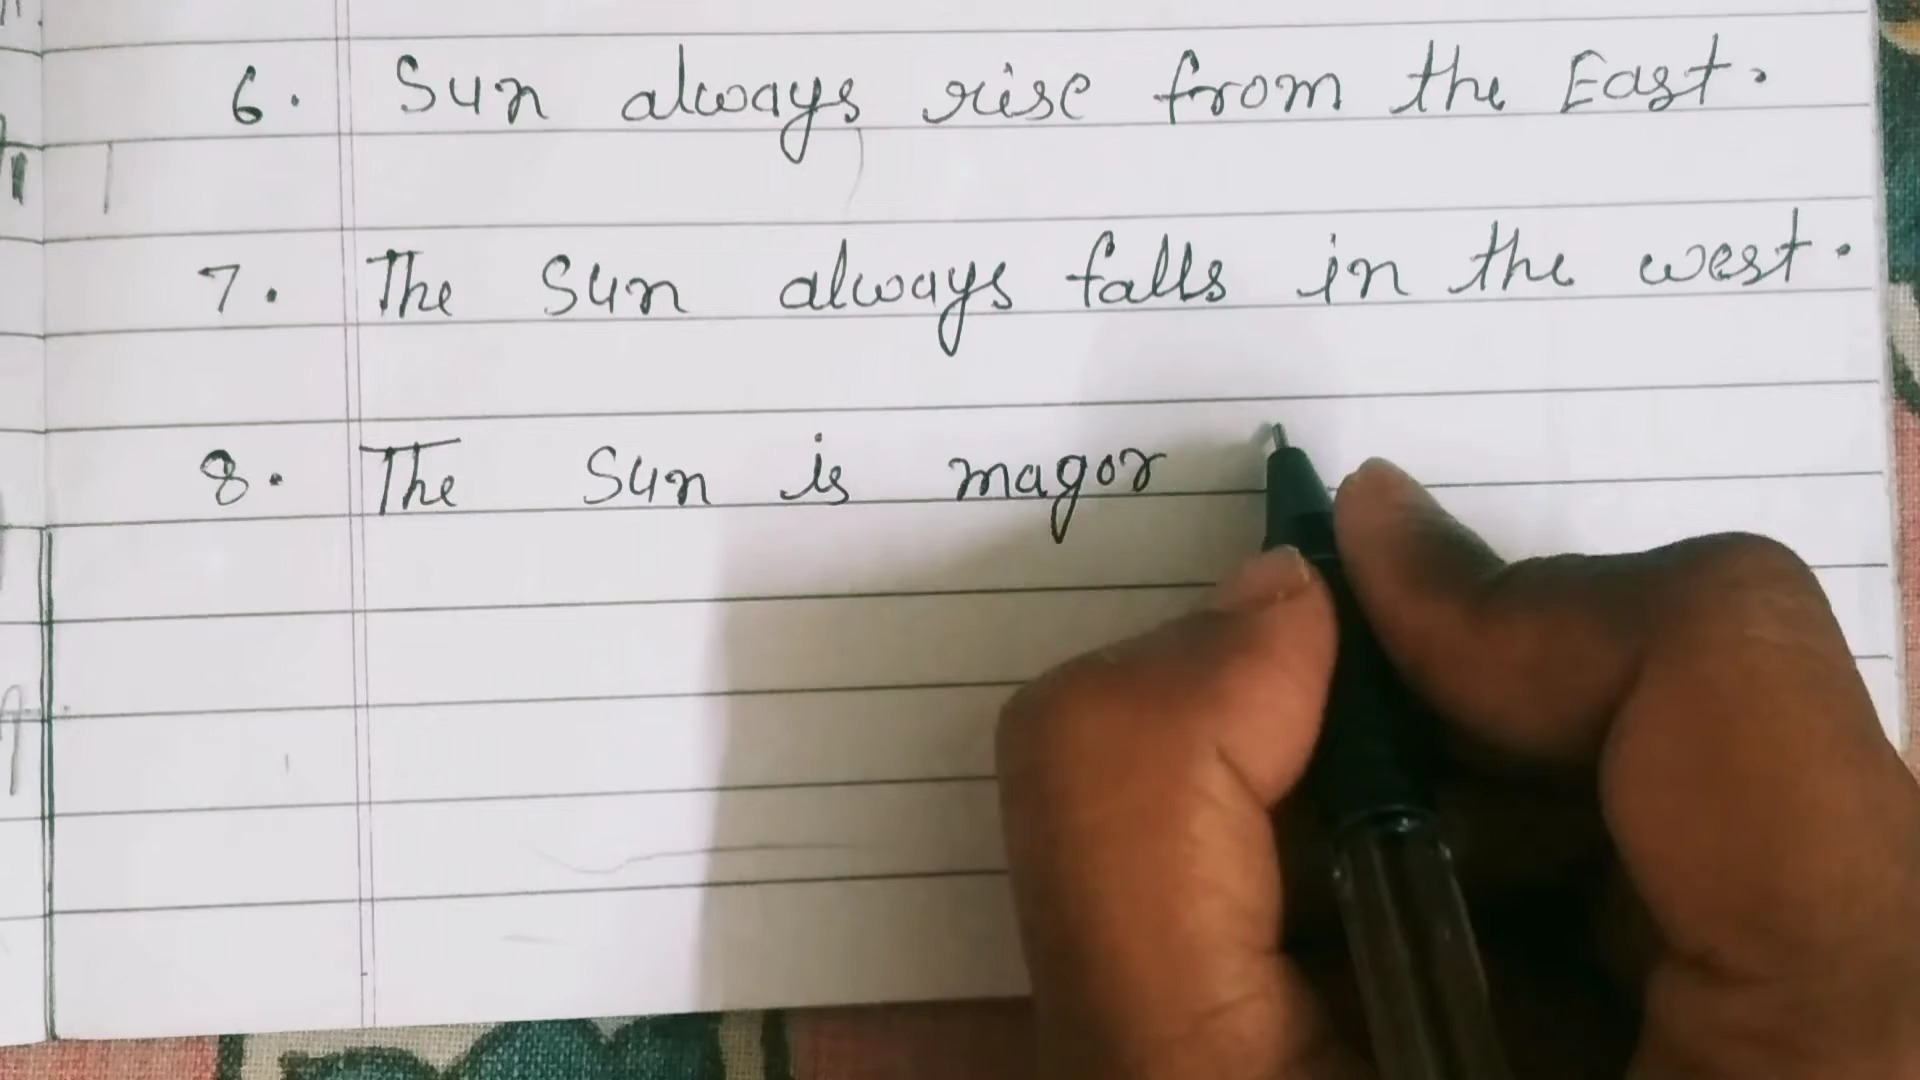 6. Sun always rise from the East.
7. The Sun always falls in the west.
8. The Sun is magor